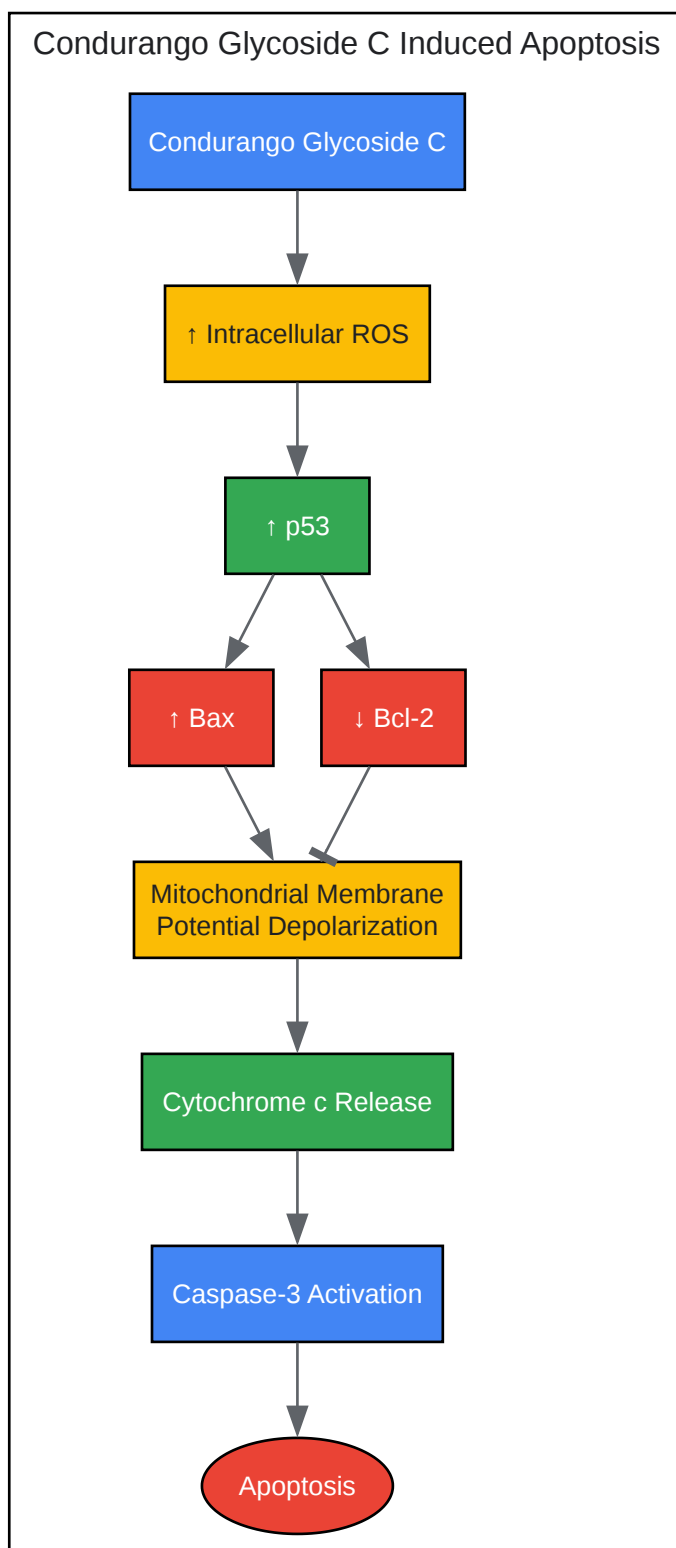 Condurango Glycoside C Induced Apoptosis
Condurango Glycoside C
↑ Intracellular ROS
↑ p53
↑ Bax
↓ Bcl-2
Mitochondrial Membrane
Potential Depolarization
Cytochrome c Release
Caspase-3 Activation
Apoptosis